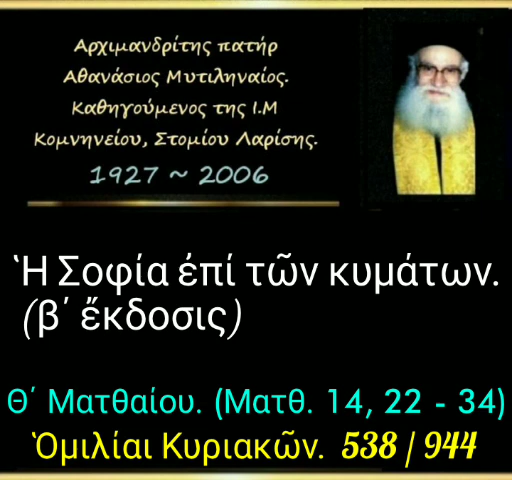 Αρχιμανδρίτης πατήρ
Αθανάσιος Μυτιληναίος.
Καθηγούμενος της Ι.Μ
Κομνηνείου, Στομίου Λαρίσης.
1927 ~ 2006
Ἡ Σοφία ἐπί τῶν κυμάτων.
(β΄ ἔκδοσις)
Θ΄ Ματθαίου. (Ματθ. 14, 22 - 34)
Ὁμιλίαι Κυριακῶν. 538 / 944